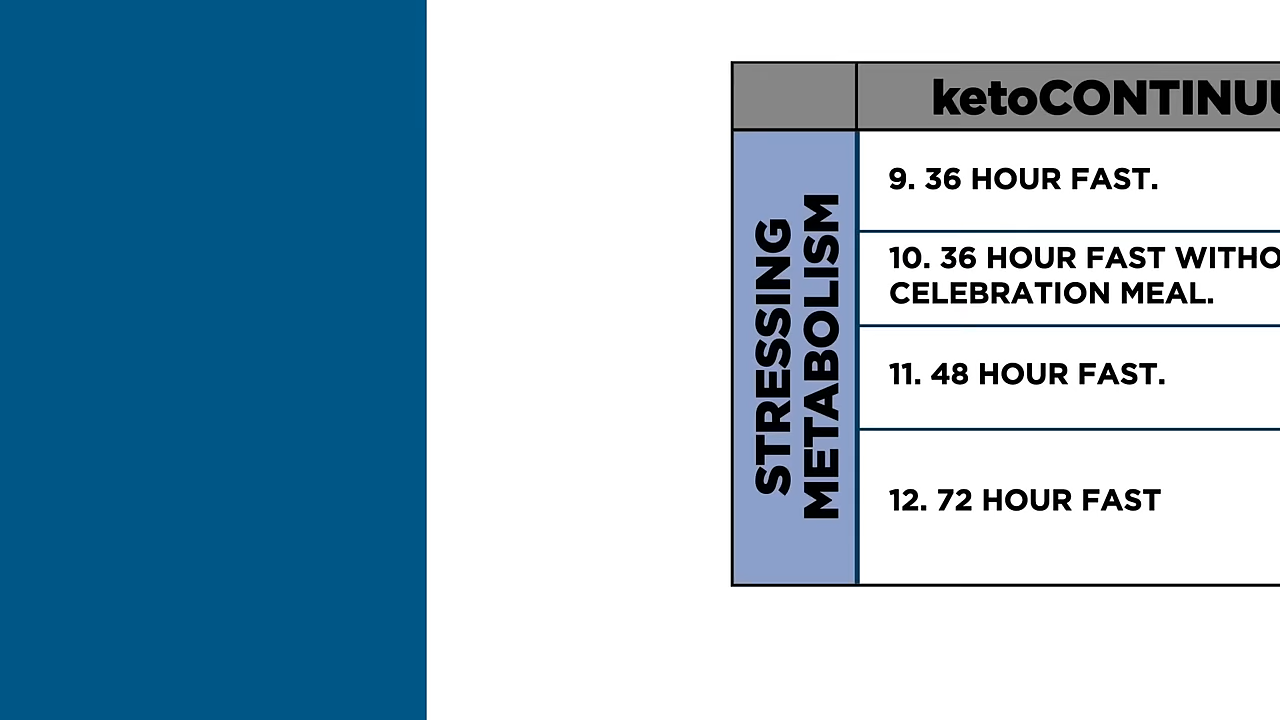 ketoCONTINU
STRESSING
METABOLISM
9. 36 HOUR FAST.
10. 36 HOUR FAST WITHO
CELEBRATION MEAL.
11. 48 HOUR FAST.
12. 72 HOUR FAST